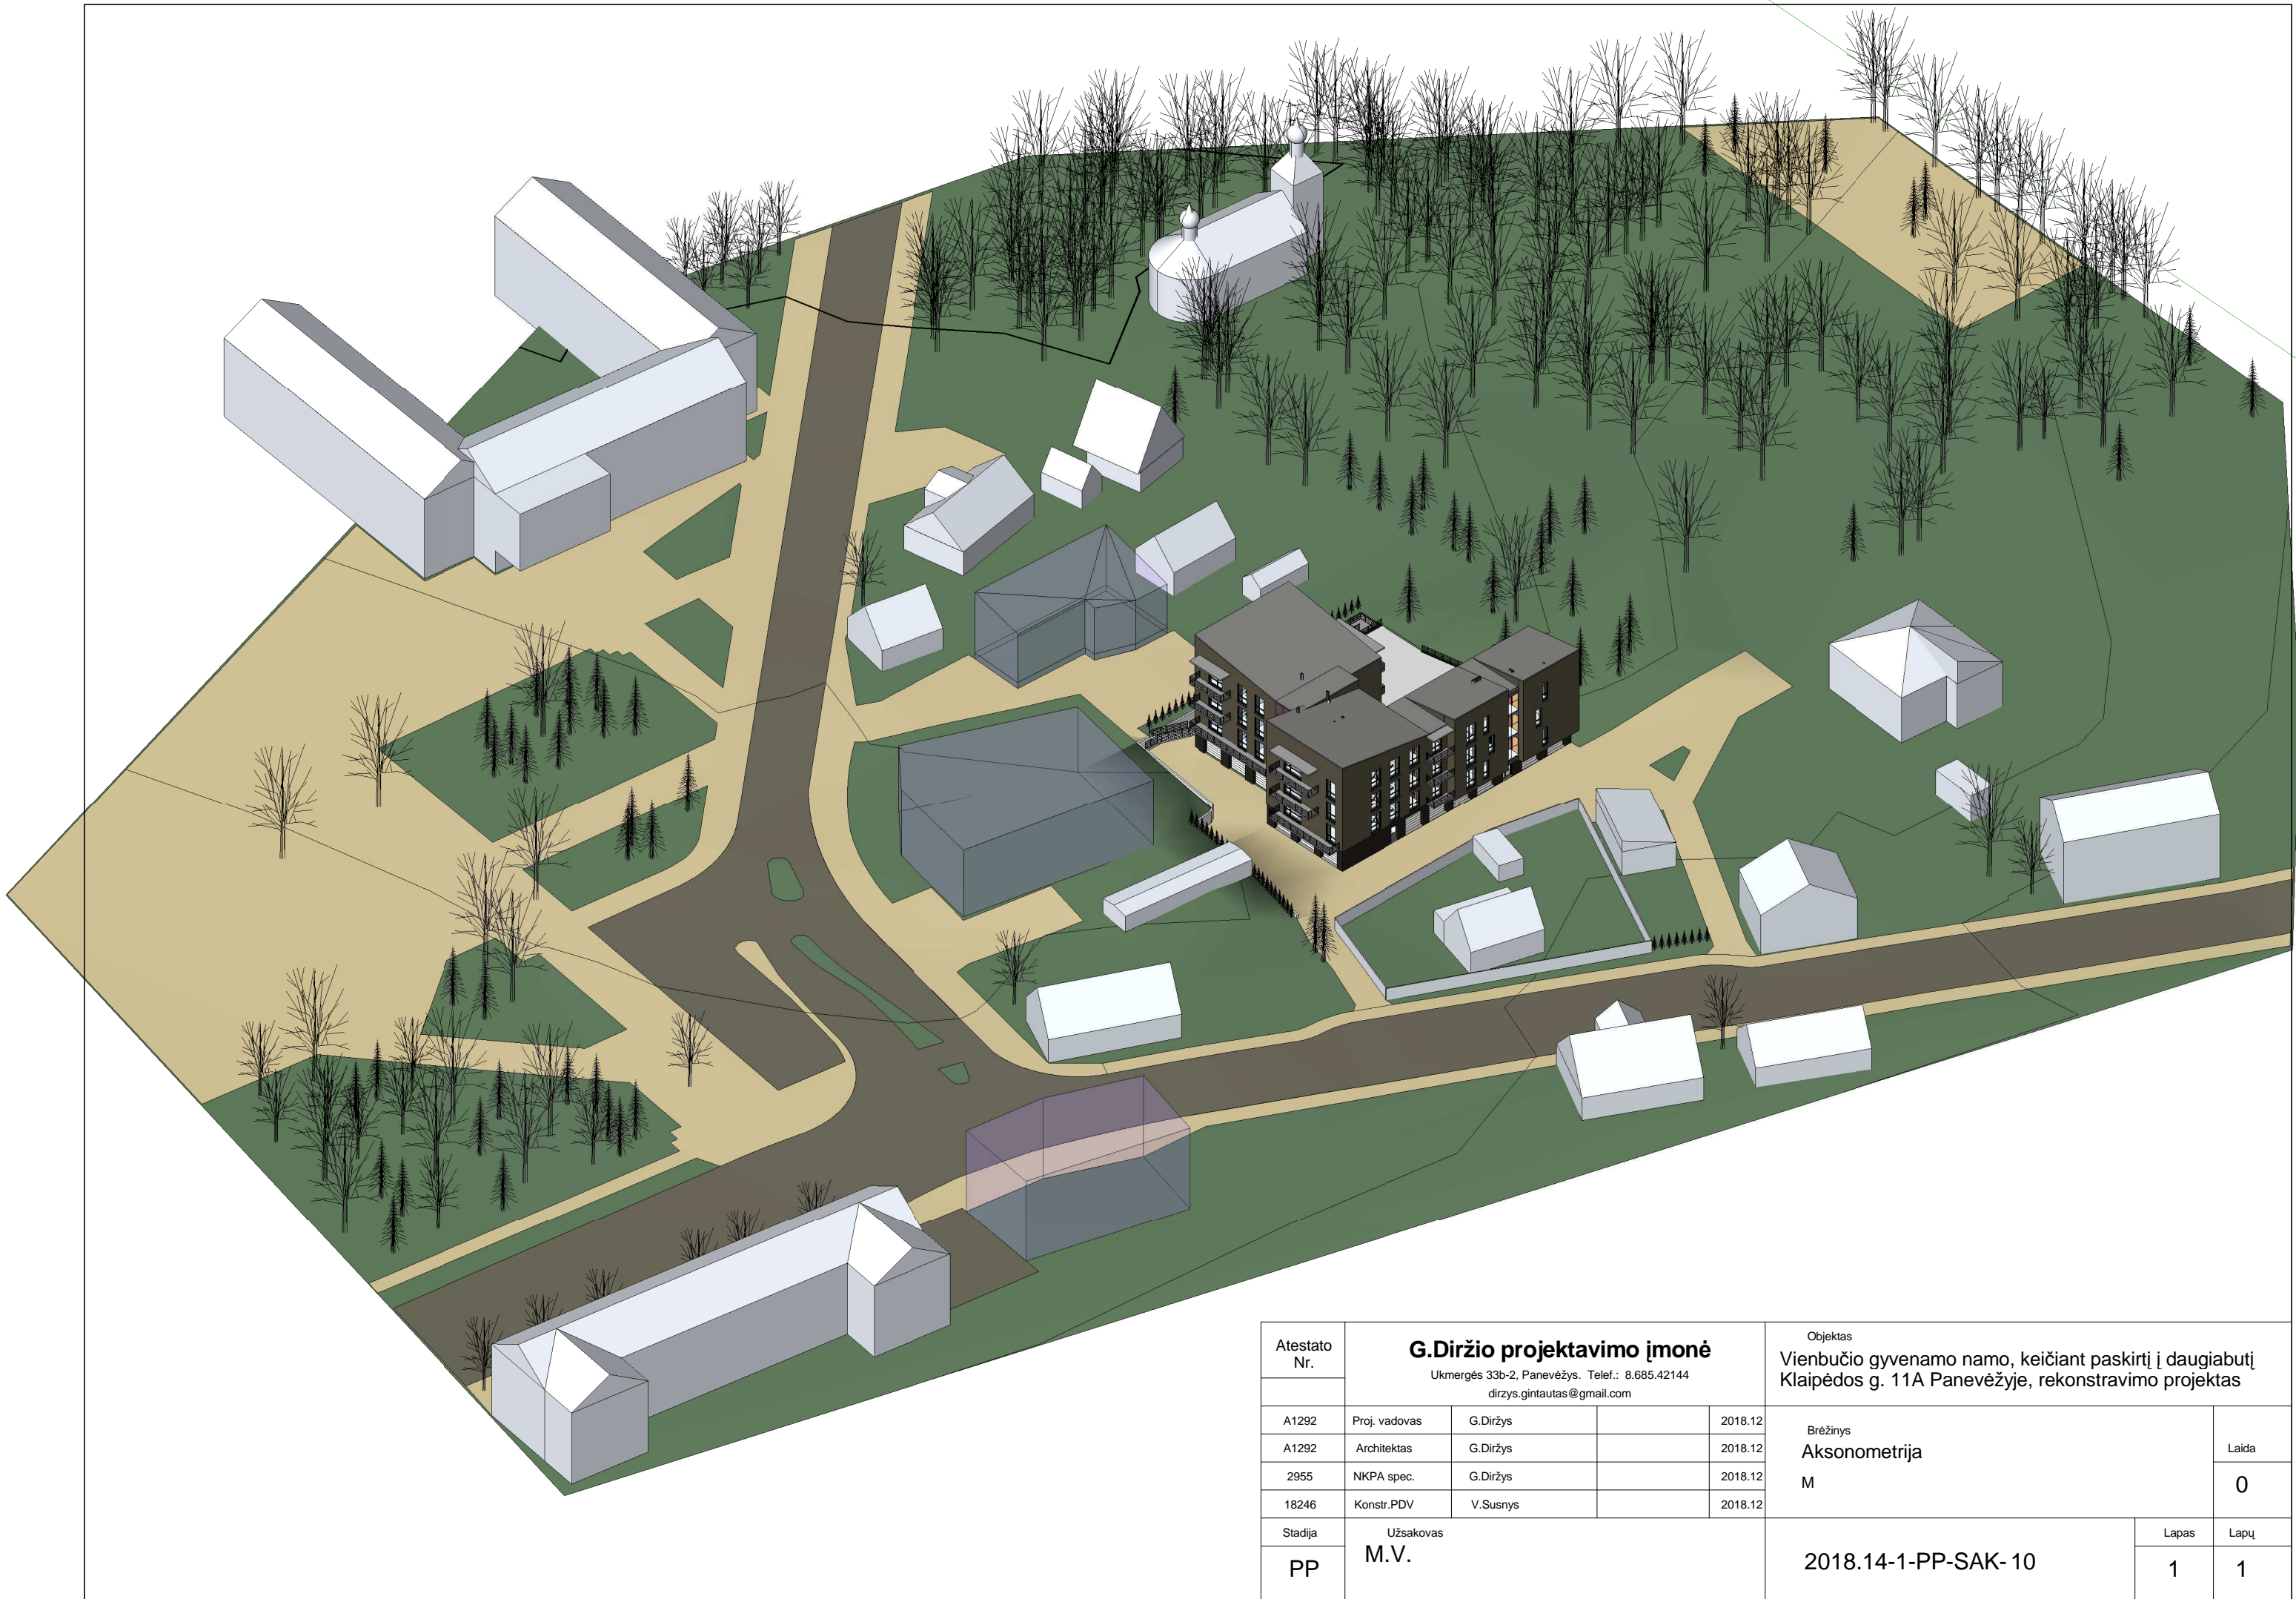 Atestato
Nr.
G.Diržio projektavimo įmonė
Ukmergės 33b-2, Panevėžys. Telef.: 8.685.42144
dirzys.gintautas@gmail.com
Objektas
Vienbučio gyvenamo namo, keičiant paskirtį į daugiabutį
Klaipėdos g. 11A Panevėžyje, rekonstravimo projektas
A1292 Proj. vadovas G.Diržys 2018.12
A1292 Architektas G.Diržys 2018.12
2955 NKPA spec. G.Diržys 2018.12
18246 Konstr.PDV V.Susnys 2018.12
Brėžinys
Aksonometrija
M
Laida
0
Stadija
PP
Užsakovas
M.V.
2018.14-1-PP-SAK-10
Lapas
1
Lapų
1